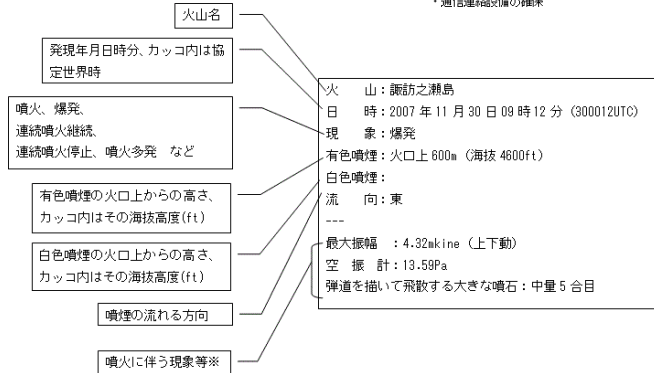 ・通信連絡設備の確保
火山名
発現年月日時分、カッコ内は協
定世界時
噴火、爆発、
連続噴火継続、
連続噴火停止、噴火多発　など
有色噴煙の火口上からの高さ、
カッコ内はその海抜高度(ft)
白色噴煙の火口上からの高さ、
カッコ内はその海抜高度(ft)
噴煙の流れる方向
噴火に伴う現象等※
火　　山：諏訪之瀬島
日　　時：2007 年 11 月 30 日 09 時 12 分 (300012UTC)
現　　象：爆発
有色噴煙：火口上 600m (海抜 4600ft)
白色噴煙：
流　　向：東
---
最大振幅　：4.32mkine (上下動)
空 振 計：13.59Pa
弾道を描いて飛散する大きな噴石：中量 5 合目